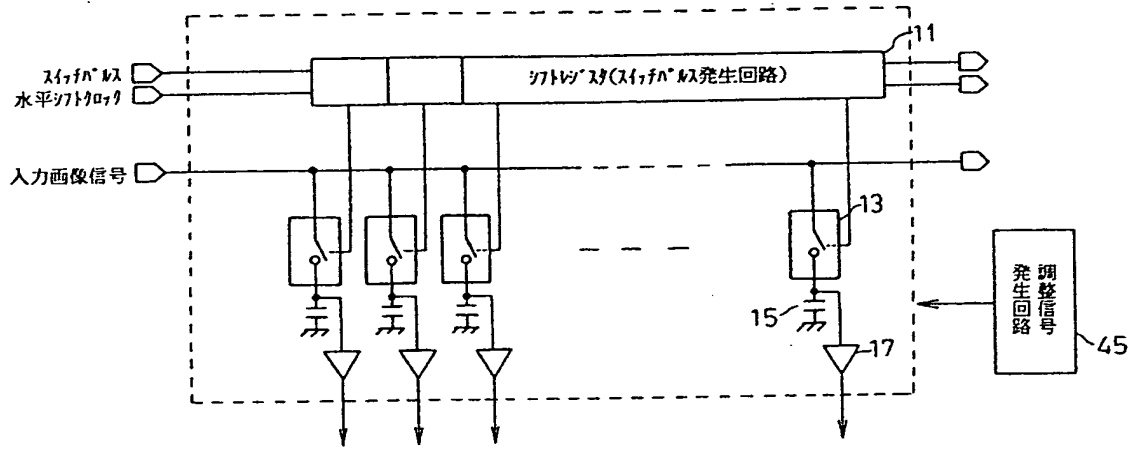 11
スイッチパルス
シフトレジスタ(スイッチパルス発生回路)
水平シフトクロック
入力画像信号
13
調整信号
発生回路
15
17
45